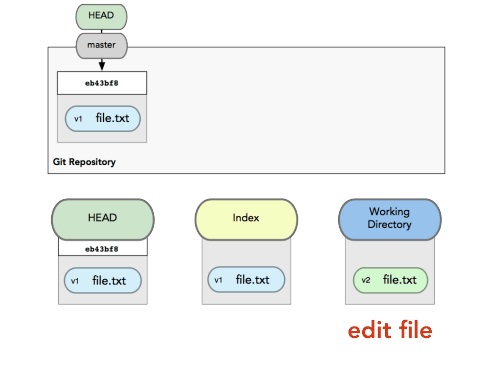 HEAD
master
eb43bf8
v1 file.txt
Git Repository
HEAD
Index
Working
Directory
eb43bf8
v1 file.txt
v1 file.txt
v2 file.txt
edit file